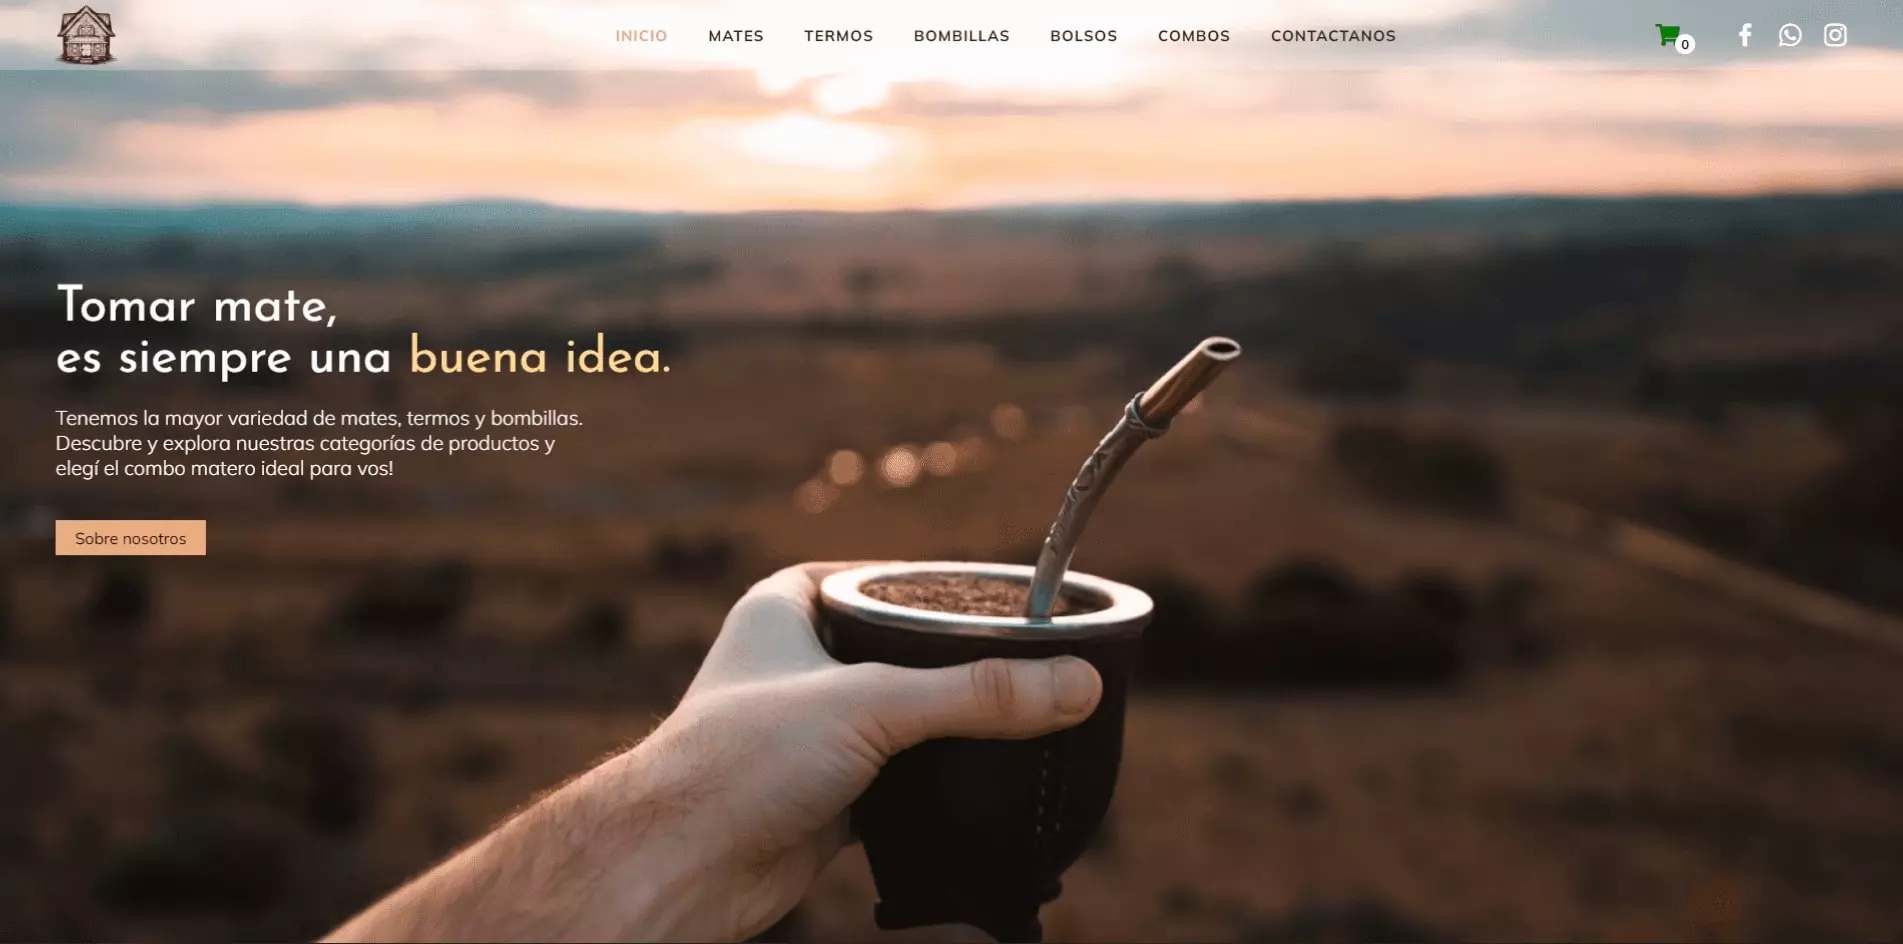 INICIO MATES TERMOS BOMBILLAS BOLSOS COMBOS CONTACTANOS 0
Tomar mate,
es siempre una buena idea.
Tenemos la mayor variedad de mates, termos y bombillas.
Descubre y explora nuestras categorías de productos y
elegí el combo matero ideal para vos!
Sobre nosotros